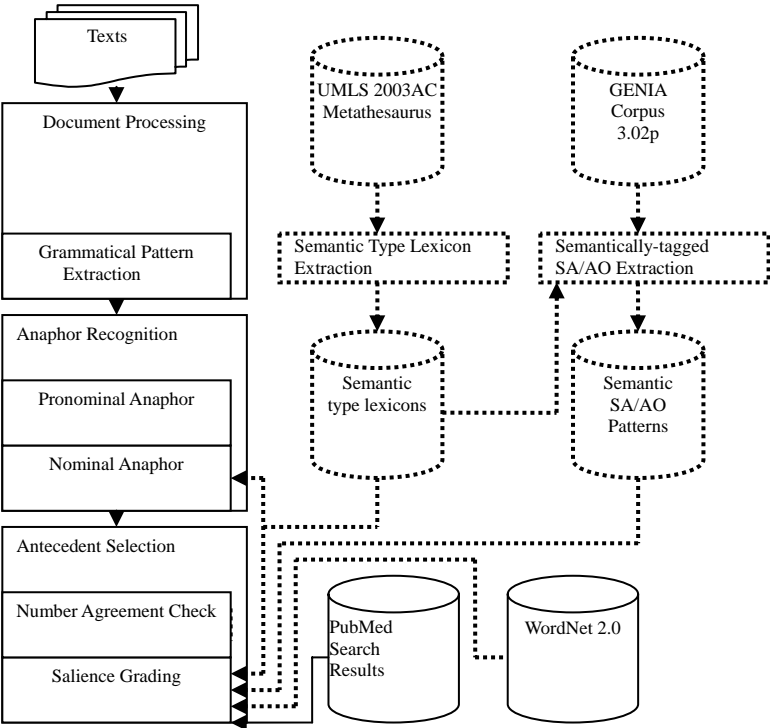 Texts
Document Processing
Grammatical Pattern
Extraction
Anaphor Recognition
Pronominal Anaphor
Nominal Anaphor
Antecedent Selection
Number Agreement Check
Salience Grading
UMLS 2003AC
Metathesaurus
GENIA
Corpus
3.02p
Semantic Type Lexicon
Extraction
Semantically-tagged
SA/AO Extraction
Semantic
type lexicons
Semantic
SA/AO
Patterns
PubMed
Search
Results
WordNet 2.0